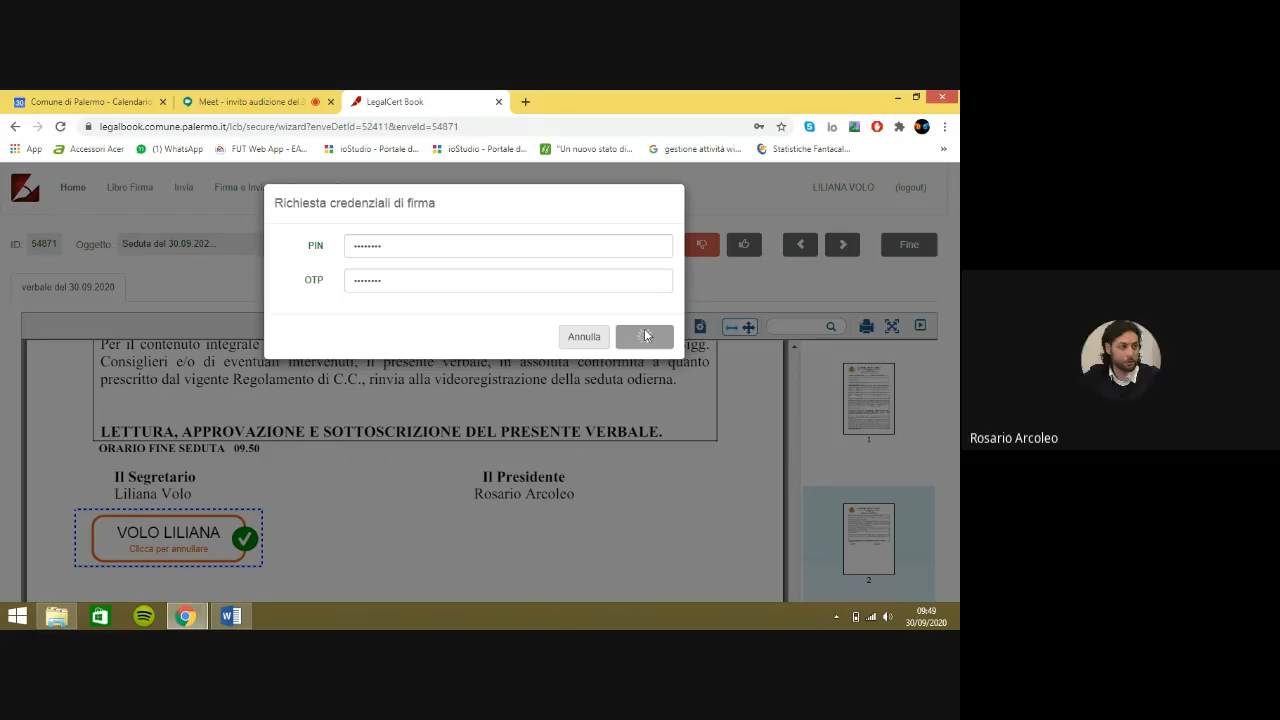 Comune di Palermo - Calendario
Meet - invito audizione del 3
LegalCert Book
legalbook.comune.palermo.it/lcb/secure/wizard?enveDetId=52411&enveId=54871
App
Accessori Acer
(1) WhatsApp
FUT Web App - EA...
ioStudio - Portale d...
ioStudio - Portale d...
"Un nuovo stato di...
gestione attività wi...
Statistiche Fantacal...
»
Home
Libro Firma
Invia
Firma e Invi
LILIANA VOLO
(logout)
Richiesta credenziali di firma
PIN
OTP
Annulla
ID:
54871
Oggetto.
Seduta del 30.09.202...
Fine
verbale del 30.09.2020
Per il contenuto integrale
igg.
Consiglieri e/o di eventuali intervenuti, il presente verbale, in assoluta conformità a quanto
prescritto dal vigente Regolamento di C.C., rinvia alla videoregistrazione della seduta odierna.
LETTURA, APPROVAZIONE E SOTTOSCRIZIONE DEL PRESENTE VERBALE.
ORARIO FINE SEDUTA 09.50
Il Segretario
Il Presidente
Liliana Volo
Rosario Arcoleo
VOLO LILIANA
Clicca per annullare
1
2
09:49
30/09/2020
Rosario Arcoleo